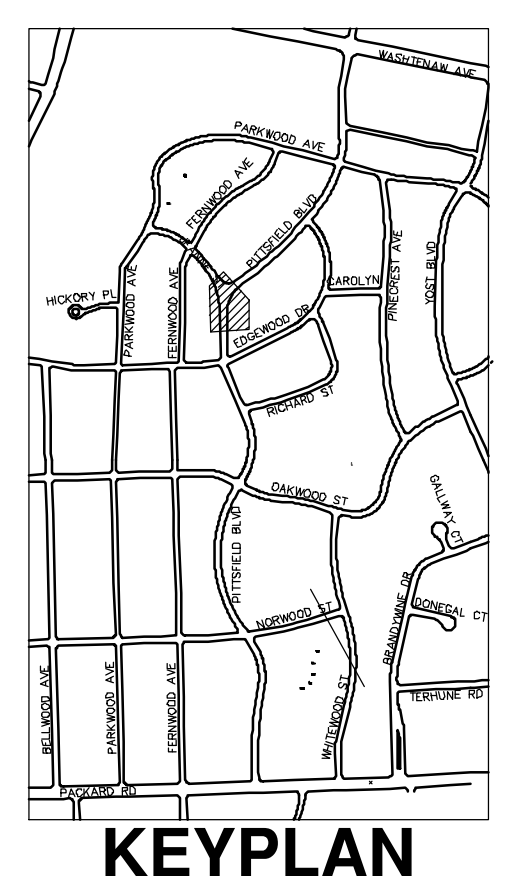 WASHTENAW AVE
PARKWOOD AVE
FERNWOOD AVE
PITTSFIELD BLVD
PINECREST AVE
YOST BLVD
CAROLYN
HICKORY PL
PARKWOOD AVE
FERNWOOD AVE
EDGEWOOD DR
RICHARD ST
OAKWOOD ST
GALLWAY CT
PITTSFIELD BLVD
NORWOOD ST
BRANDYWINE DR
DONEGAL CT
BELLWOOD AVE
PARKWOOD AVE
FERNWOOD AVE
WHITEWOOD ST
TERHUNE RD
PACKARD RD
KEYPLAN